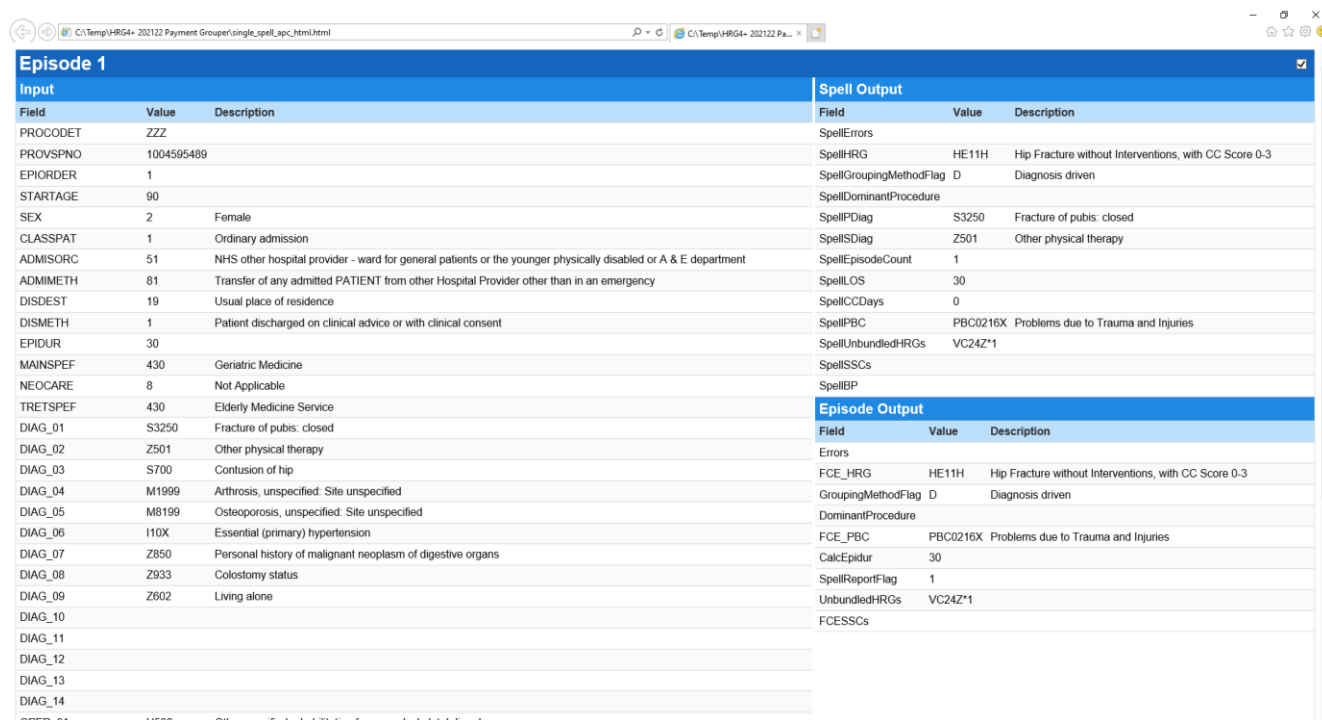 C:\Temp\HRG4+ 202122 Payment Grouper\single_spell_apc_html.html
C:\Temp\HRG4+ 202122 Pa...
Episode 1
Input
Field Value Description
PROCODET ZZZ
PROVSPNO 1004595489
EPIORDER 1
STARTAGE 90
SEX 2 Female
CLASSPAT 1 Ordinary admission
ADMISORC 51 NHS other hospital provider - ward for general patients or the younger physically disabled or A & E department
ADMIMETH 81 Transfer of any admitted PATIENT from other Hospital Provider other than in an emergency
DISDEST 19 Usual place of residence
DISMETH 1 Patient discharged on clinical advice or with clinical consent
EPIDUR 30
MAINSPEF 430 Geriatric Medicine
NEOCARE 8 Not Applicable
TRETSPEF 430 Elderly Medicine Service
DIAG_01 S3250 Fracture of pubis: closed
DIAG_02 Z501 Other physical therapy
DIAG_03 S700 Contusion of hip
DIAG_04 M1999 Arthrosis, unspecified: Site unspecified
DIAG_05 M8199 Osteoporosis, unspecified: Site unspecified
DIAG_06 I10X Essential (primary) hypertension
DIAG_07 Z850 Personal history of malignant neoplasm of digestive organs
DIAG_08 Z933 Colostomy status
DIAG_09 Z602 Living alone
DIAG_10
DIAG_11
DIAG_12
DIAG_13
DIAG_14
Spell Output
Field Value Description
SpellErrors
SpellHRG HE11H Hip Fracture without Interventions, with CC Score 0-3
SpellGroupingMethodFlag D Diagnosis driven
SpellDominantProcedure
SpellPDiag S3250 Fracture of pubis: closed
SpellSDiag Z501 Other physical therapy
SpellEpisodeCount 1
SpellLOS 30
SpellCCDays 0
SpellPBC PBC0216X Problems due to Trauma and Injuries
SpellUnbundledHRGs VC24Z*1
SpellSSCs
SpellBP
Episode Output
Field Value Description
Errors
FCE_HRG HE11H Hip Fracture without Interventions, with CC Score 0-3
GroupingMethodFlag D Diagnosis driven
DominantProcedure
FCE_PBC PBC0216X Problems due to Trauma and Injuries
CalcEpidur 30
SpellReportFlag 1
UnbundledHRGs VC24Z*1
FCESSCs